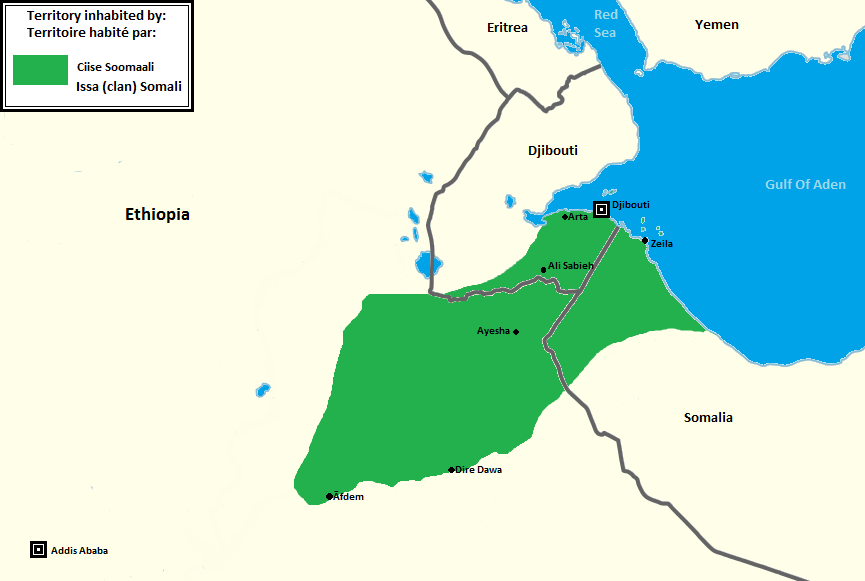 Territory inhabited by:
Territoire habité par:
Ciise Soomaali
Issa (clan) Somali
Eritrea
Red
Sea
Yemen
Djibouti
Gulf Of Aden
Ethiopia
Djibouti
Arta
Zeila
Ali Sabieh
Ayesha
Somalia
Dire Dawa
Āfdem
Addis Ababa